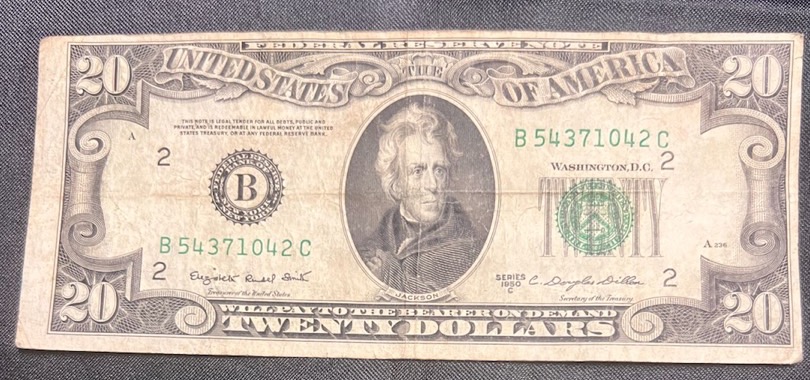 FEDERAL RESERVE NOTE
20 UNITED STATES THE OF AMERICA 20
THIS NOTE IS LEGAL TENDER FOR ALL DEBTS, PUBLIC AND
PRIVATE, AND IS REDEEMABLE IN LAWFUL MONEY AT THE UNITED
STATES TREASURY, OR AT ANY FEDERAL RESERVE BANK.
A
B 54371042 C
2
WASHINGTON, D.C. 2
B
A 236
B 54371042 C
2
SERIES
1950
C
2
Treasurer of the United States
Secretary of the Treasury
C. Douglas Dillon
JACKSON
20 WILL PAY TO THE BEARER ON DEMAND 20
TWENTY DOLLARS